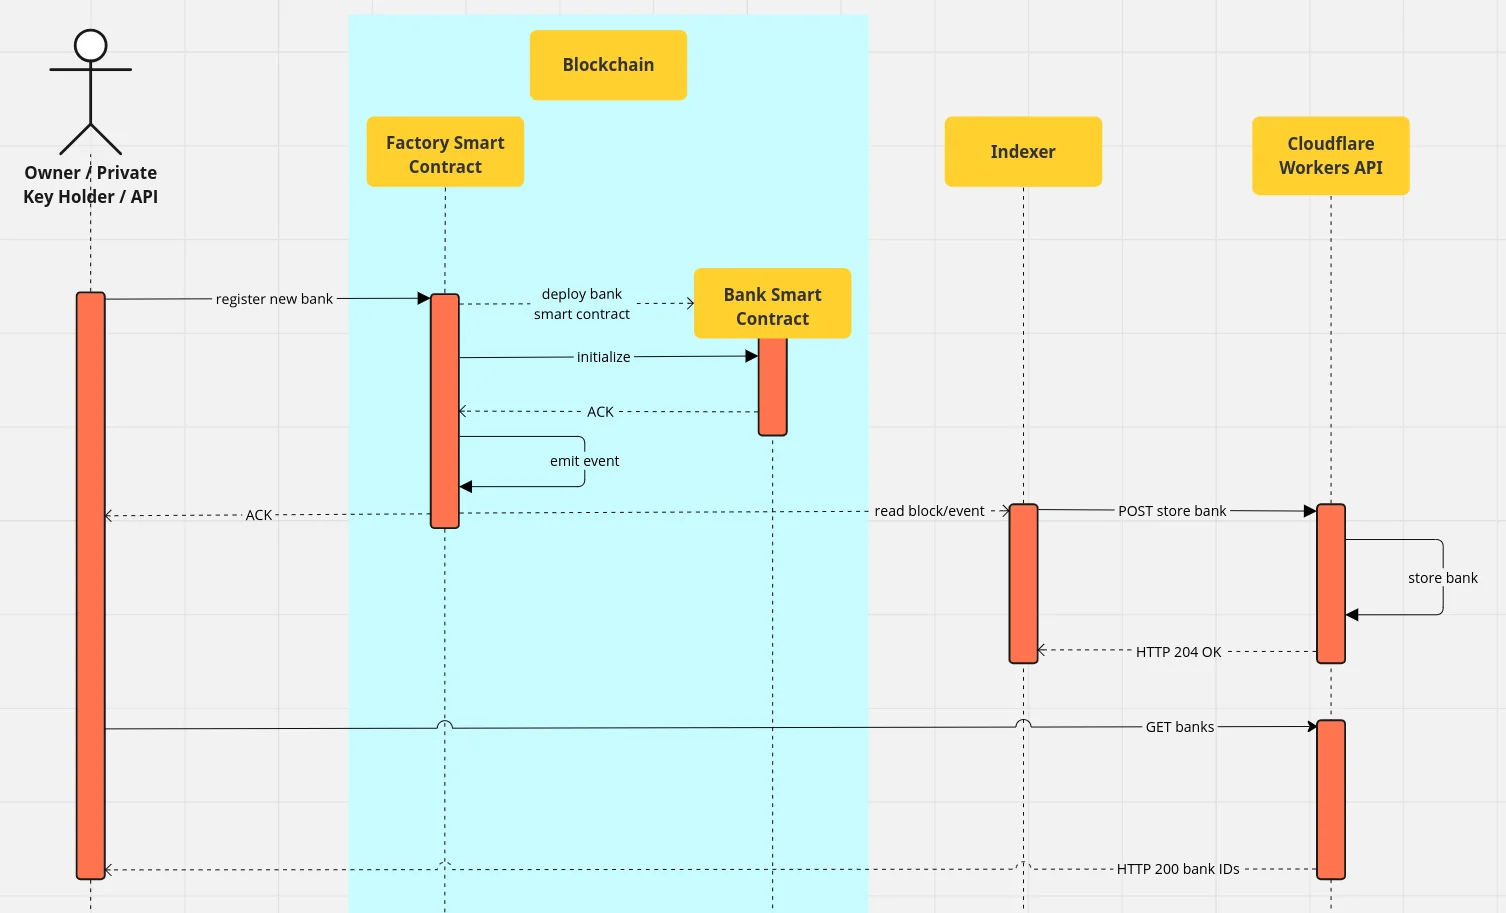 Blockchain
Owner / Private
Key Holder / API
Factory Smart
Contract
Indexer
Cloudflare
Workers API
register new bank
deploy bank
smart contract
Bank Smart
Contract
initialize
ACK
emit event
ACK
read block/event
POST store bank
store bank
HTTP 204 OK
GET banks
HTTP 200 bank IDs